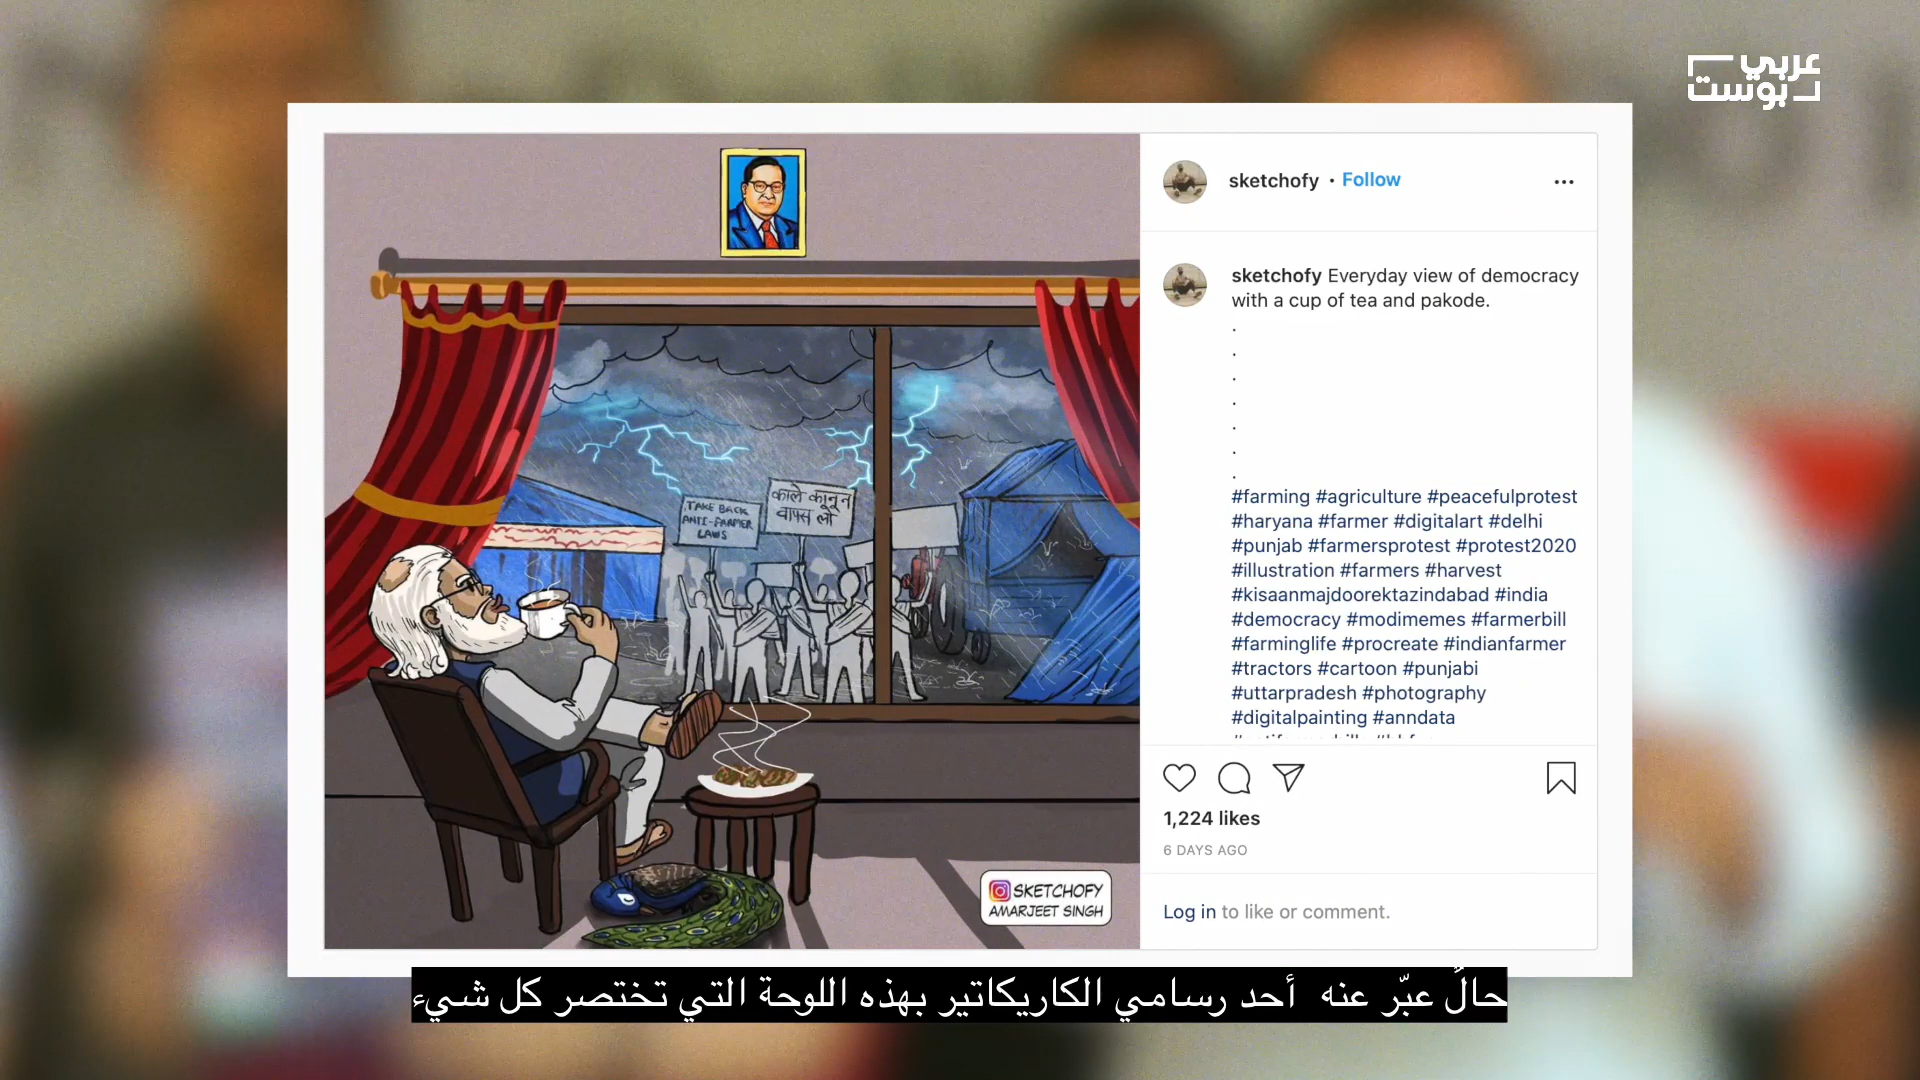 عربي
بوست
sketchofy • Follow
sketchofy Everyday view of democracy
with a cup of tea and pakode.
.
.
.
.
.
.
.
#farming #agriculture #peacefulprotest
#haryana #farmer #digitalart #delhi
#punjab #farmersprotest #protest2020
#illustration #farmers #harvest
#kisaanmajdoorektazindabad #india
#democracy #modimemes #farmerbill
#farminglife #procreate #indianfarmer
#tractors #cartoon #punjabi
#uttarpradesh #photography
#digitalpainting #anndata
1,224 likes
6 DAYS AGO
Log in to like or comment.
TAKE BACK
ANTI-FARMER
LAWS
काले कानून
वापस लो
SKETCHOFY
AMARJEET SINGH
حالٌ عبّر عنه أحد رسامي الكاريكاتير بهذه اللوحة التي تختصر كل شيء